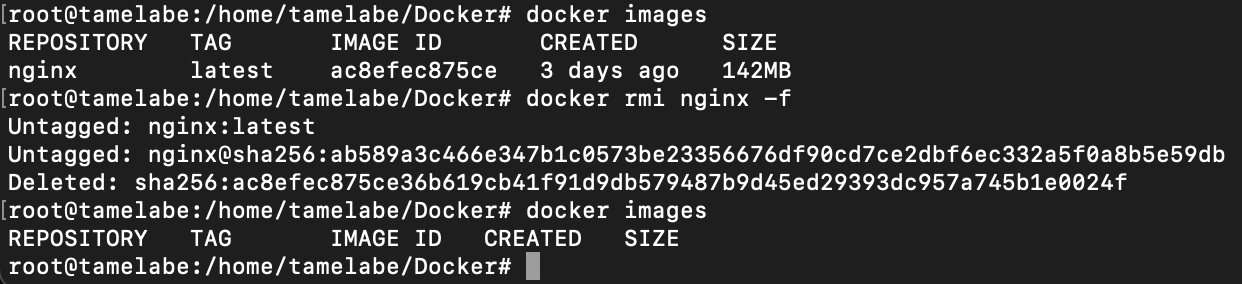 [root@tamelabe:/home/tamelabe/Docker# docker images
REPOSITORY   TAG       IMAGE ID       CREATED      SIZE
nginx        latest    ac8efec875ce   3 days ago   142MB
[root@tamelabe:/home/tamelabe/Docker# docker rmi nginx -f
Untagged: nginx:latest
Untagged: nginx@sha256:ab589a3c466e347b1c0573be23356676df90cd7ce2dbf6ec332a5f0a8b5e59db
Deleted: sha256:ac8efec875ce36b619cb41f91d9db579487b9d45ed29393dc957a745b1e0024f
[root@tamelabe:/home/tamelabe/Docker# docker images
REPOSITORY   TAG       IMAGE ID   CREATED   SIZE
root@tamelabe:/home/tamelabe/Docker#